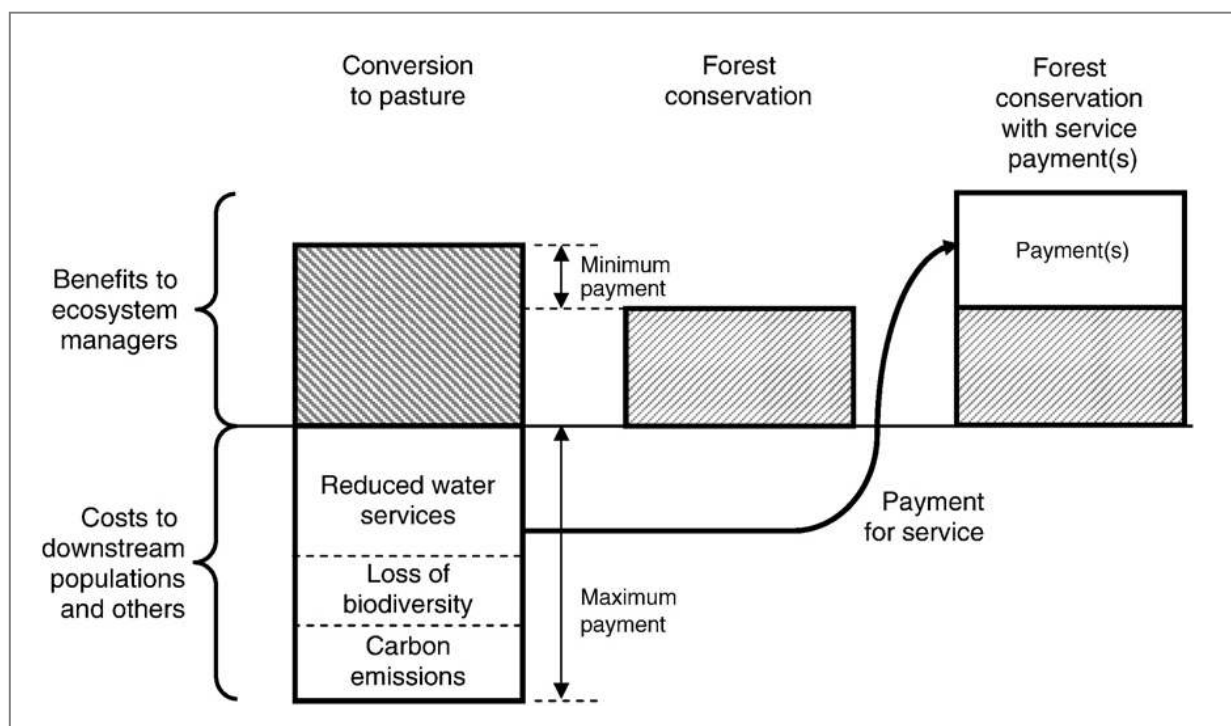 Conversion
to pasture
Forest
conservation
Forest
conservation
with service
payment(s)
Benefits to
ecosystem
managers
Minimum
payment
Payment(s)
Costs to
downstream
populations
and others
Reduced water
services
Loss of
biodiversity
Carbon
emissions
Maximum
payment
Payment
for service